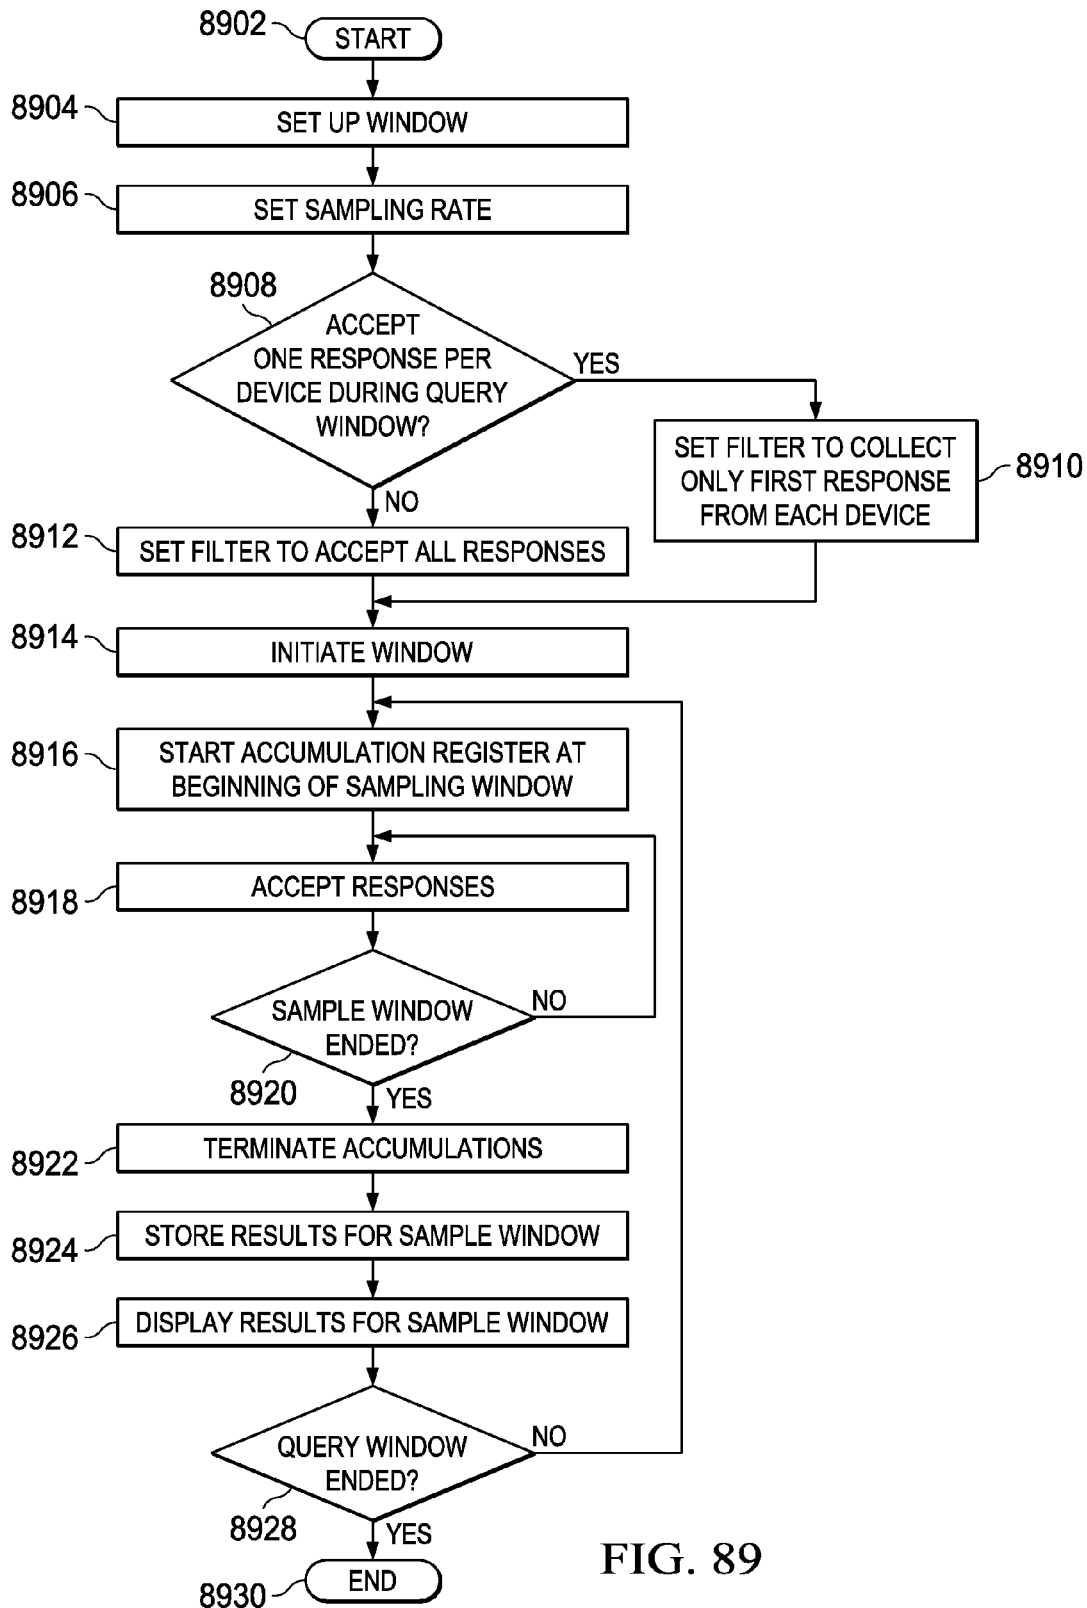 8902
START
8904
SET UP WINDOW
8906
SET SAMPLING RATE
8908
ACCEPT
ONE RESPONSE PER
DEVICE DURING QUERY
WINDOW?
YES
SET FILTER TO COLLECT
ONLY FIRST RESPONSE
FROM EACH DEVICE
8910
NO
8912
SET FILTER TO ACCEPT ALL RESPONSES
8914
INITIATE WINDOW
8916
START ACCUMULATION REGISTER AT
BEGINNING OF SAMPLING WINDOW
8918
ACCEPT RESPONSES
SAMPLE WINDOW
ENDED?
NO
8920
YES
8922
TERMINATE ACCUMULATIONS
8924
STORE RESULTS FOR SAMPLE WINDOW
8926
DISPLAY RESULTS FOR SAMPLE WINDOW
QUERY WINDOW
ENDED?
NO
8928
YES
8930
END
FIG. 89